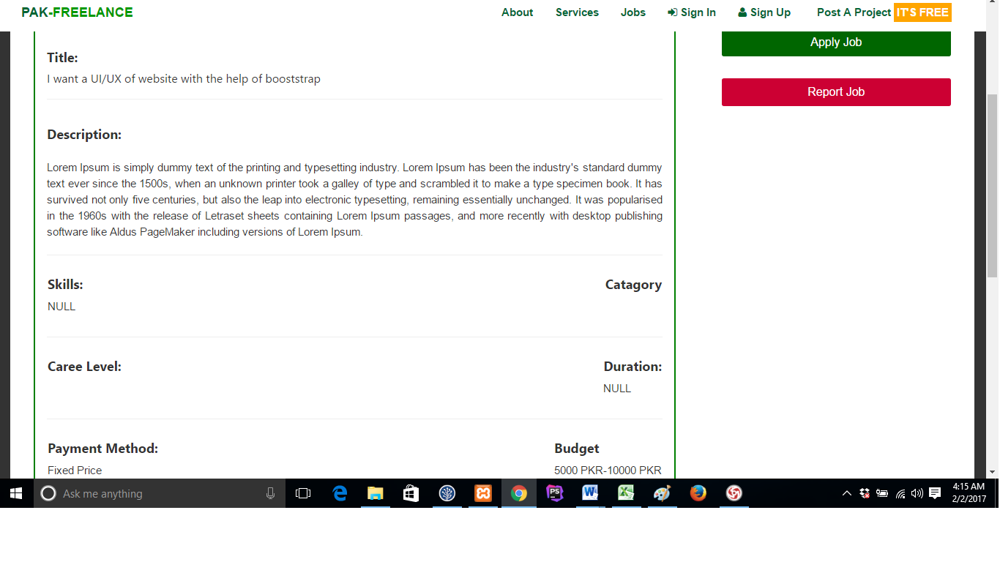 PAK-FREELANCE About Services Jobs Sign In Sign Up Post A Project IT'S FREE
Apply Job
Report Job
Title:
I want a UI/UX of website with the help of booststrap
Description:
Lorem Ipsum is simply dummy text of the printing and typesetting industry. Lorem Ipsum has been the industry's standard dummy
text ever since the 1500s, when an unknown printer took a galley of type and scrambled it to make a type specimen book. It has
survived not only five centuries, but also the leap into electronic typesetting, remaining essentially unchanged. It was popularised
in the 1960s with the release of Letraset sheets containing Lorem Ipsum passages, and more recently with desktop publishing
software like Aldus PageMaker including versions of Lorem Ipsum.
Skills: Catagory
NULL
Caree Level: Duration:
NULL
Payment Method: Budget
Fixed Price 5000 PKR-10000 PKR
Ask me anything
PS
4:15 AM
2/2/2017